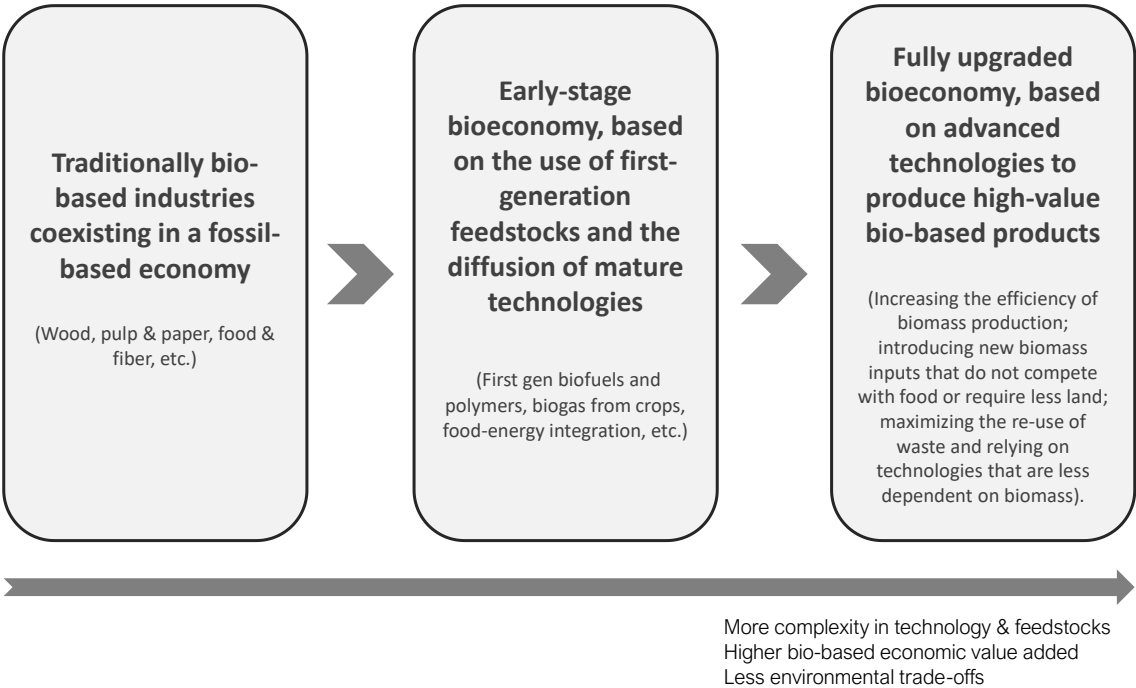 Traditionally bio-
based industries
coexisting in a fossil-
based economy
(Wood, pulp & paper, food &
fiber, etc.)
Early-stage
bioeconomy, based
on the use of first-
generation
feedstocks and the
diffusion of mature
technologies
(First gen biofuels and
polymers, biogas from crops,
food-energy integration, etc.)
Fully upgraded
bioeconomy, based
on advanced
technologies to
produce high-value
bio-based products
(Increasing the efficiency of
biomass production;
introducing new biomass
inputs that do not compete
with food or require less land;
maximizing the re-use of
waste and relying on
technologies that are less
dependent on biomass).
More complexity in technology & feedstocks
Higher bio-based economic value added
Less environmental trade-offs